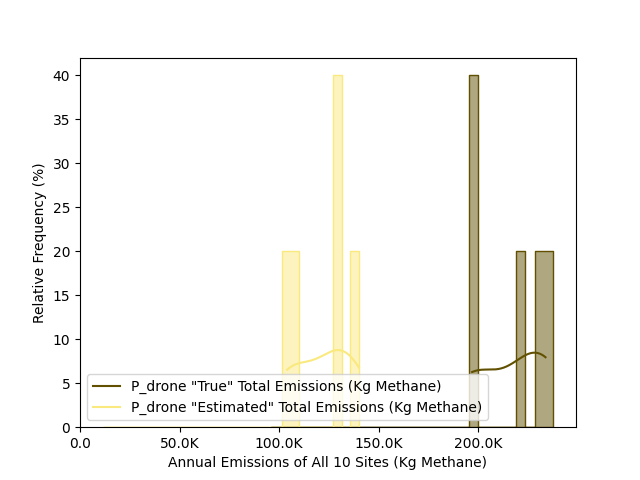 40
35
30
25
20
15
10
5
0
Relative Frequency (%)
P_drone "True" Total Emissions (Kg Methane)
P_drone "Estimated" Total Emissions (Kg Methane)
0.0 50.0K 100.0K 150.0K 200.0K
Annual Emissions of All 10 Sites (Kg Methane)